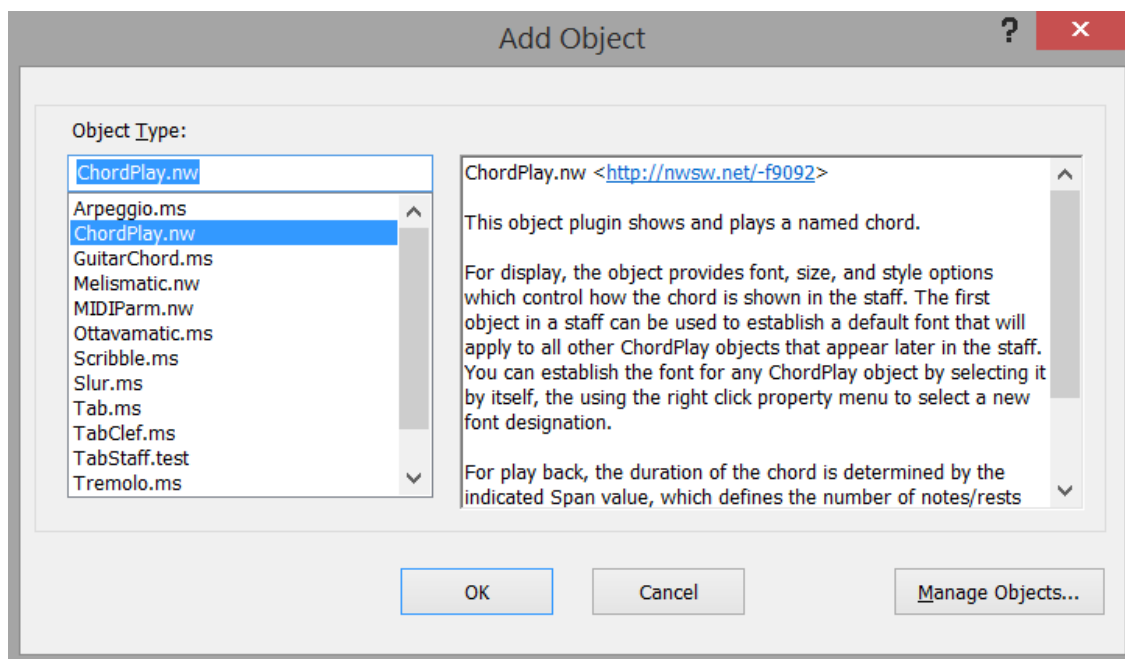 Add Object
?
×
Object Type:
ChordPlay.nw
Arpeggio.ms
ChordPlay.nw
GuitarChord.ms
Melismatic.nw
MIDIParm.nw
Ottavamatic.ms
Scribble.ms
Slur.ms
Tab.ms
TabClef.ms
TabStaff.test
Tremolo.ms
ChordPlay.nw <http://nwsw.net/-f9092>
This object plugin shows and plays a named chord.
For display, the object provides font, size, and style options
which control how the chord is shown in the staff. The first
object in a staff can be used to establish a default font that will
apply to all other ChordPlay objects that appear later in the staff.
You can establish the font for any ChordPlay object by selecting it
by itself, the using the right click property menu to select a new
font designation.
For play back, the duration of the chord is determined by the
indicated Span value, which defines the number of notes/rests
OK
Cancel
Manage Objects...